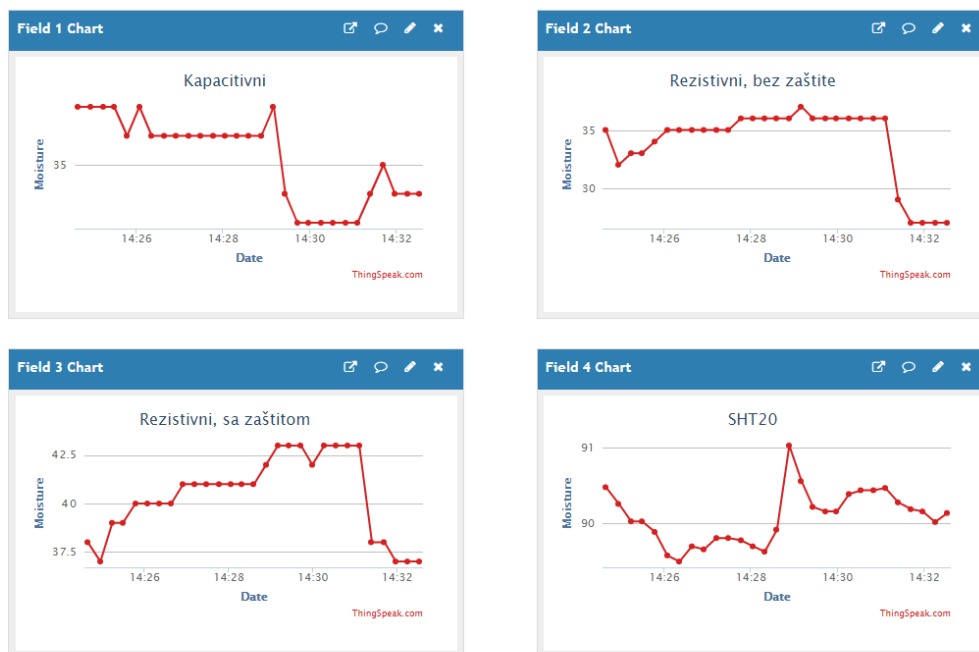 Field 1 Chart
Kapacitivni
Moisture
35
14:26 14:28 14:30 14:32
Date
ThingSpeak.com
Field 2 Chart
Rezistivni, bez zaštite
Moisture
35
30
14:26 14:28 14:30 14:32
Date
ThingSpeak.com
Field 3 Chart
Rezistivni, sa zaštitom
Moisture
42.5
40
37.5
14:26 14:28 14:30 14:32
Date
ThingSpeak.com
Field 4 Chart
SHT20
Moisture
91
90
14:26 14:28 14:30 14:32
Date
ThingSpeak.com